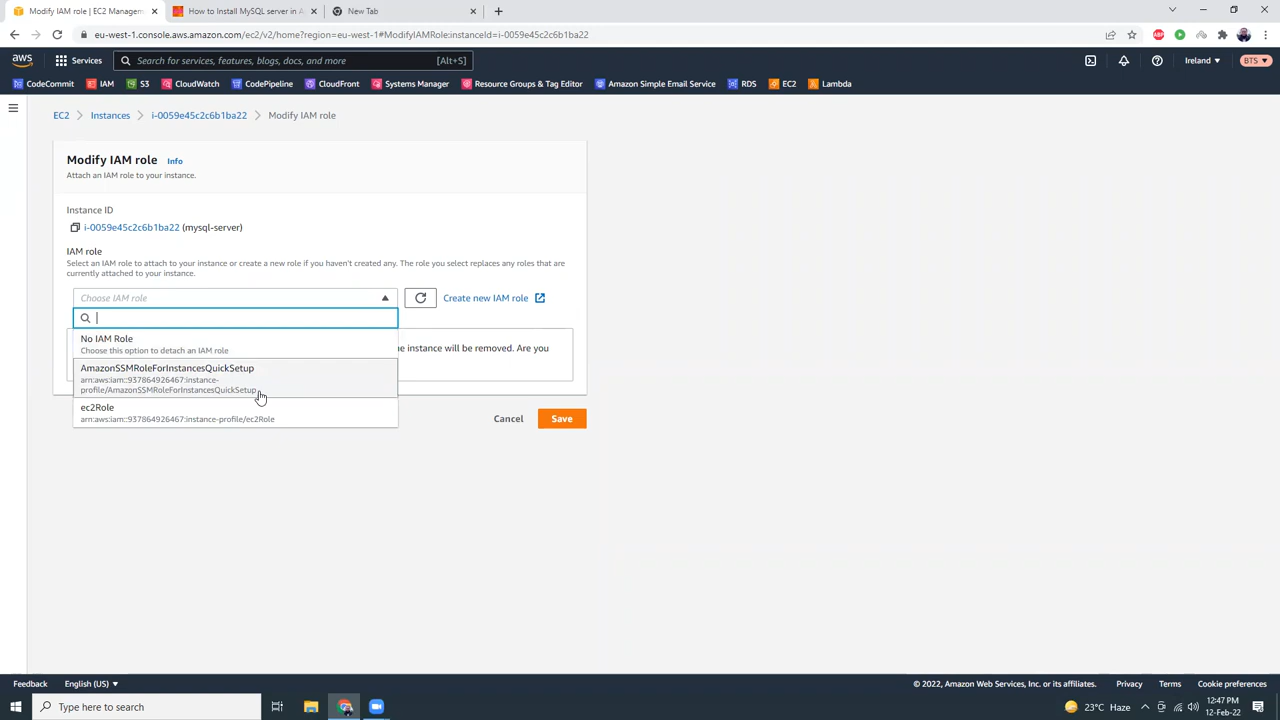 Modify IAM role | EC2 Managem
How to Install MySQL server in A
New Tab
eu-west-1.console.aws.amazon.com/ec2/v2/home?region=eu-west-1#ModifyIAMRole:instanceId=i-0059e45c2c6b1ba22
ABP
aws
Services
Search for services, features, blogs, docs, and more
[Alt+S]
Ireland
BTS
CodeCommit
IAM
S3
CloudWatch
CodePipeline
CloudFront
Systems Manager
Resource Groups & Tag Editor
Amazon Simple Email Service
RDS
EC2
Lambda
EC2
Instances
i-0059e45c2c6b1ba22
Modify IAM role
Modify IAM role Info
Attach an IAM role to your instance.
Instance ID
i-0059e45c2c6b1ba22 (mysql-server)
IAM role
Select an IAM role to attach to your instance or create a new role if you haven't created any. The role you select replaces any roles that are
currently attached to your instance.
Choose IAM role
Create new IAM role
No IAM Role
Choose this option to detach an IAM role
e instance will be removed. Are you
AmazonSSMRoleForInstancesQuickSetup
arn:aws:iam::937864926467:instance-
profile/AmazonSSMRoleForInstancesQuickSetup
ec2Role
arn:aws:iam::937864926467:instance-profile/ec2Role
Cancel
Save
Feedback
English (US)
© 2022, Amazon Web Services, Inc. or its affiliates.
Privacy
Terms
Cookie preferences
Type here to search
23°C Haze
12:47 PM
12-Feb-22